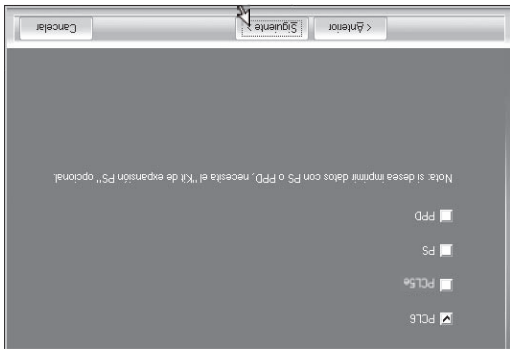 PCL6
PCL5e
PS
PPD
Nota: si desea imprimir datos con PS o PPD, necesita el "Kit de expansión PS" opcional.
< Anterior
Siguiente >
Cancelar